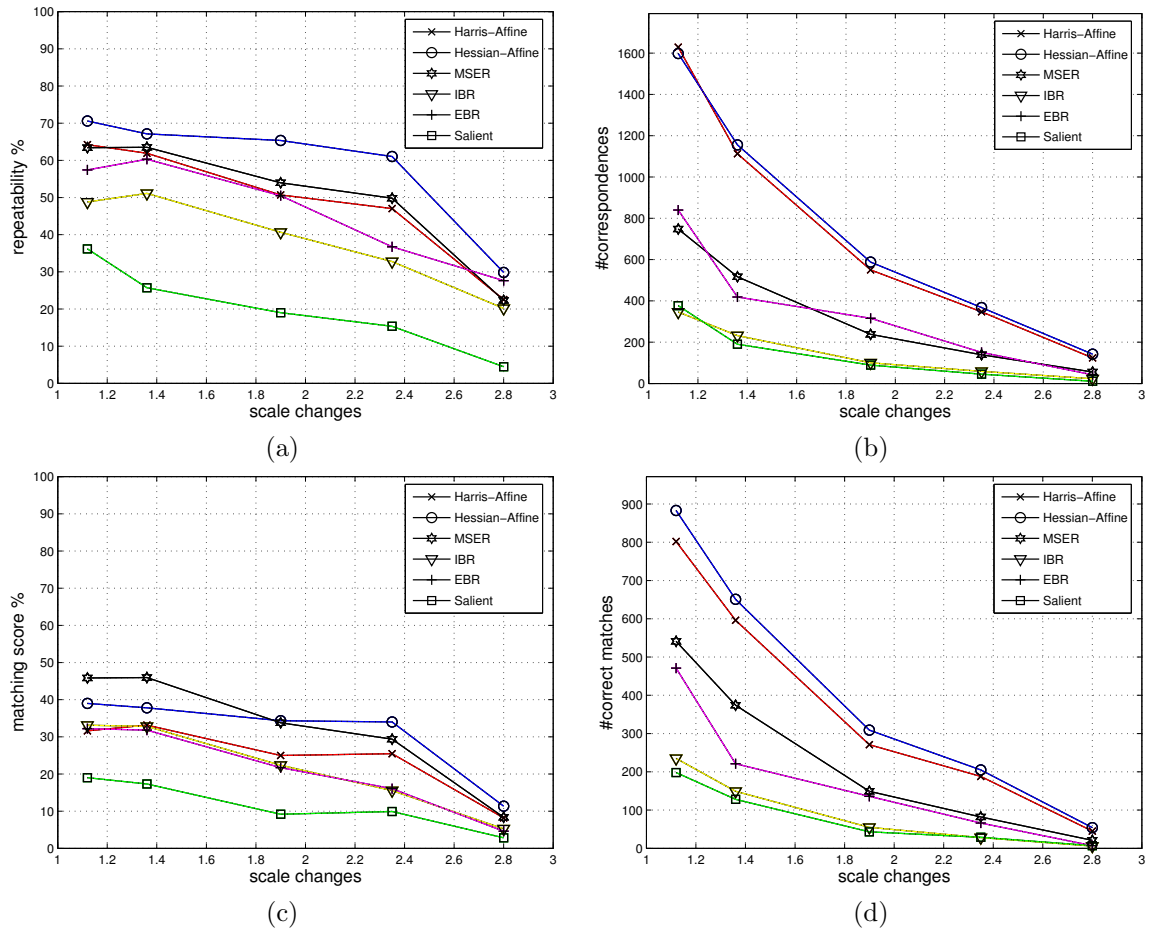 100
90
80
70
60
50
40
30
20
10
0
repeatability %
1 1.2 1.4 1.6 1.8 2 2.2 2.4 2.6 2.8 3
scale changes
Harris−Affine
Hessian−Affine
MSER
IBR
EBR
Salient
(a)
1600
1400
1200
1000
800
600
400
200
0
#correspondences
1 1.2 1.4 1.6 1.8 2 2.2 2.4 2.6 2.8 3
scale changes
Harris−Affine
Hessian−Affine
MSER
IBR
EBR
Salient
(b)
100
90
80
70
60
50
40
30
20
10
0
matching score %
1 1.2 1.4 1.6 1.8 2 2.2 2.4 2.6 2.8 3
scale changes
Harris−Affine
Hessian−Affine
MSER
IBR
EBR
Salient
(c)
900
800
700
600
500
400
300
200
100
0
#correct matches
1 1.2 1.4 1.6 1.8 2 2.2 2.4 2.6 2.8 3
scale changes
Harris−Affine
Hessian−Affine
MSER
IBR
EBR
Salient
(d)